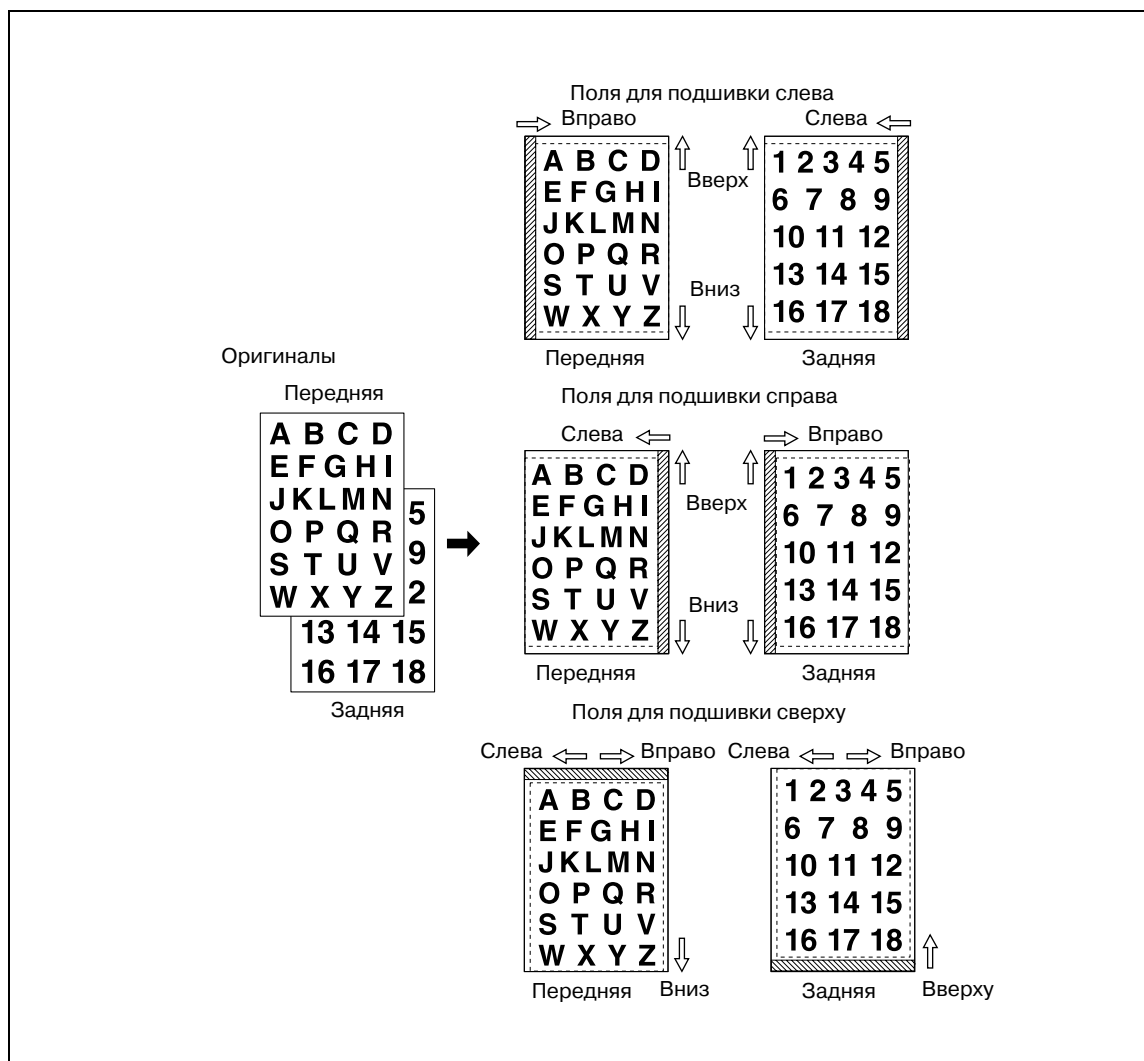 Поля для подшивки слева
Вправо
Слева
A B C D
E F G H I
J K L M N
O P Q R
S T U V
W X Y Z
Вверх
Вниз
1 2 3 4 5
6 7 8 9
10 11 12
13 14 15
16 17 18
Передняя
Задняя
Оригиналы
Передняя
A B C D
E F G H I
J K L M N
O P Q R
S T U V
W X Y Z
5
9
2
13 14 15
16 17 18
Задняя
Поля для подшивки справа
Слева
Вправо
A B C D
E F G H I
J K L M N
O P Q R
S T U V
W X Y Z
Вверх
Вниз
1 2 3 4 5
6 7 8 9
10 11 12
13 14 15
16 17 18
Передняя
Задняя
Поля для подшивки сверху
Слева
Вправо
Слева
Вправо
A B C D
E F G H I
J K L M N
O P Q R
S T U V
W X Y Z
1 2 3 4 5
6 7 8 9
10 11 12
13 14 15
16 17 18
Передняя
Вниз
Задняя
Вверху